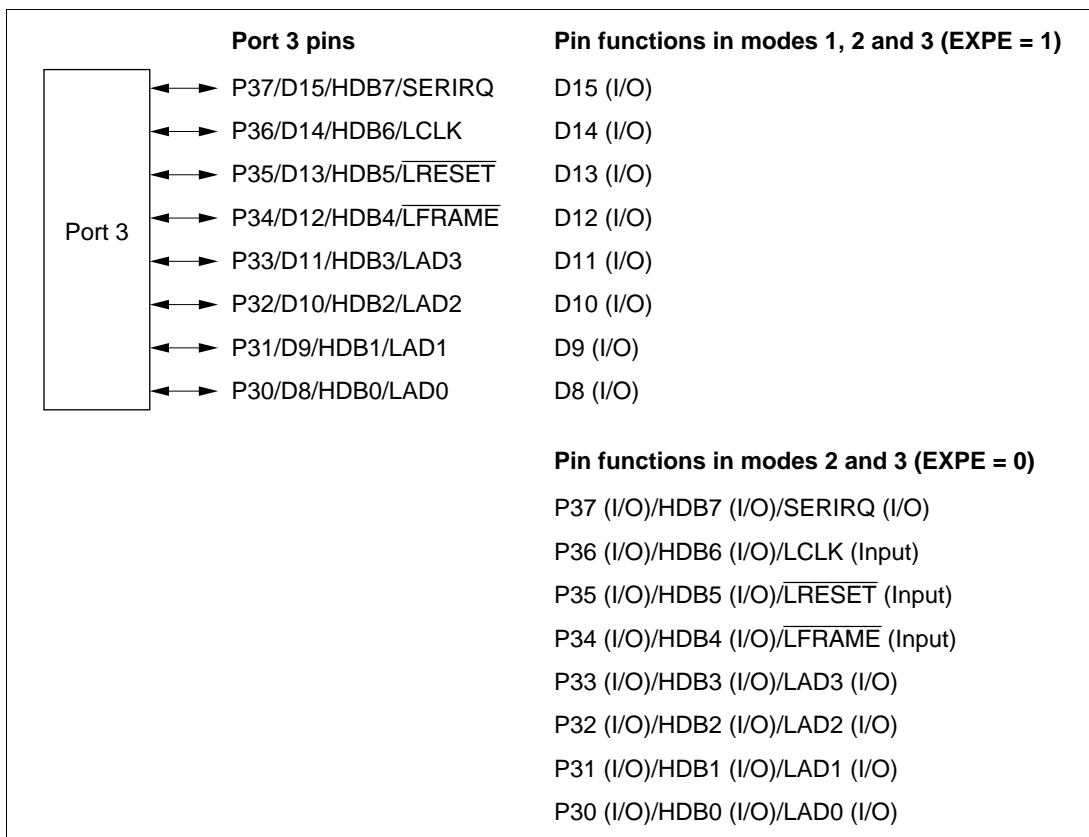 Port 3 pins Pin functions in modes 1, 2 and 3 (EXPE = 1)
P37/D15/HDB7/SERIRQ D15 (I/O)
P36/D14/HDB6/LCLK D14 (I/O)
P35/D13/HDB5/L̅R̅E̅S̅E̅T̅ D13 (I/O)
P34/D12/HDB4/L̅F̅R̅A̅M̅E̅ D12 (I/O)
Port 3
P33/D11/HDB3/LAD3 D11 (I/O)
P32/D10/HDB2/LAD2 D10 (I/O)
P31/D9/HDB1/LAD1 D9 (I/O)
P30/D8/HDB0/LAD0 D8 (I/O)
Pin functions in modes 2 and 3 (EXPE = 0)
P37 (I/O)/HDB7 (I/O)/SERIRQ (I/O)
P36 (I/O)/HDB6 (I/O)/LCLK (Input)
P35 (I/O)/HDB5 (I/O)/L̅R̅E̅S̅E̅T̅ (Input)
P34 (I/O)/HDB4 (I/O)/L̅F̅R̅A̅M̅E̅ (Input)
P33 (I/O)/HDB3 (I/O)/LAD3 (I/O)
P32 (I/O)/HDB2 (I/O)/LAD2 (I/O)
P31 (I/O)/HDB1 (I/O)/LAD1 (I/O)
P30 (I/O)/HDB0 (I/O)/LAD0 (I/O)